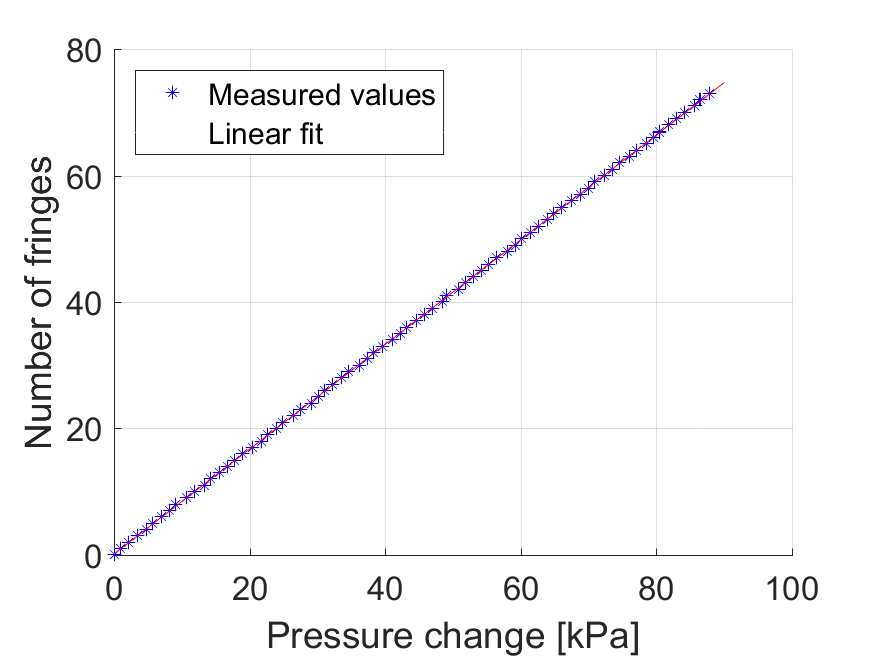 80
Measured values
Linear fit
60
40
20
0
0 20 40 60 80 100
Number of fringes
Pressure change [kPa]